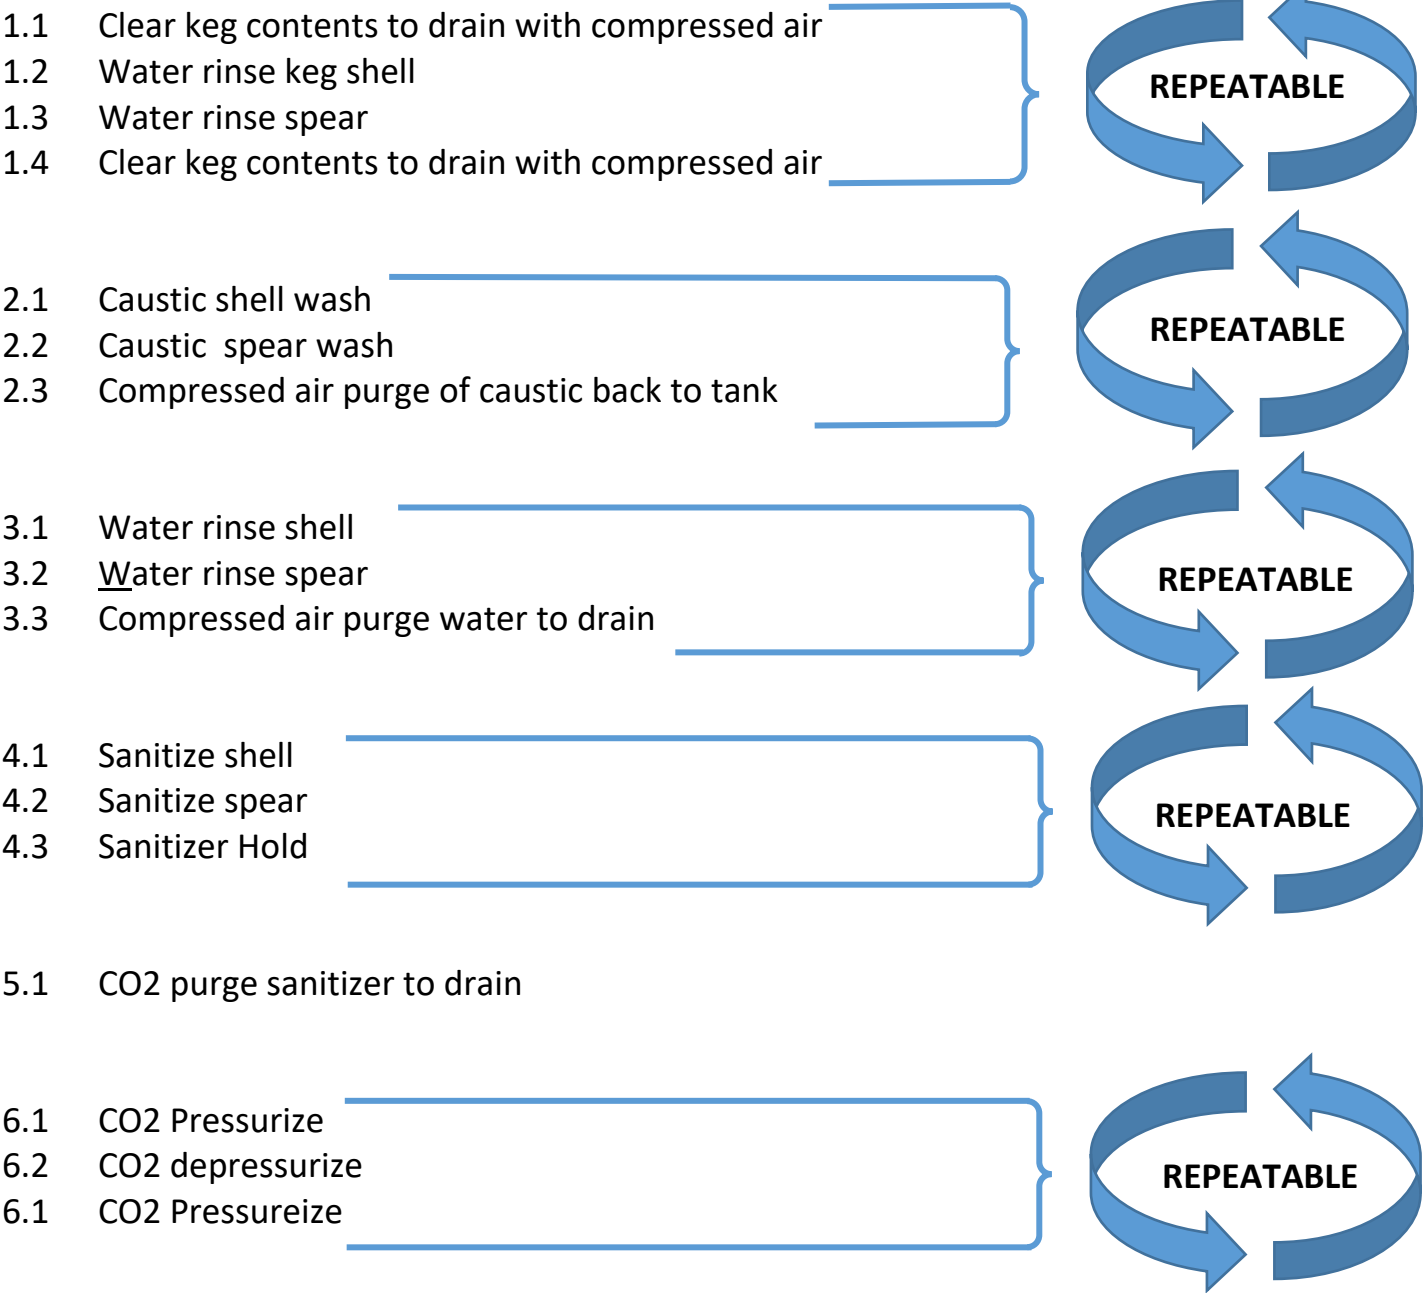 1.1 Clear keg contents to drain with compressed air
1.2 Water rinse keg shell
1.3 Water rinse spear
1.4 Clear keg contents to drain with compressed air
REPEATABLE
2.1 Caustic shell wash
2.2 Caustic spear wash
2.3 Compressed air purge of caustic back to tank
REPEATABLE
3.1 Water rinse shell
3.2 Water rinse spear
3.3 Compressed air purge water to drain
REPEATABLE
4.1 Sanitize shell
4.2 Sanitize spear
4.3 Sanitizer Hold
REPEATABLE
5.1 CO2 purge sanitizer to drain
6.1 CO2 Pressurize
6.2 CO2 depressurize
6.1 CO2 Pressureize
REPEATABLE